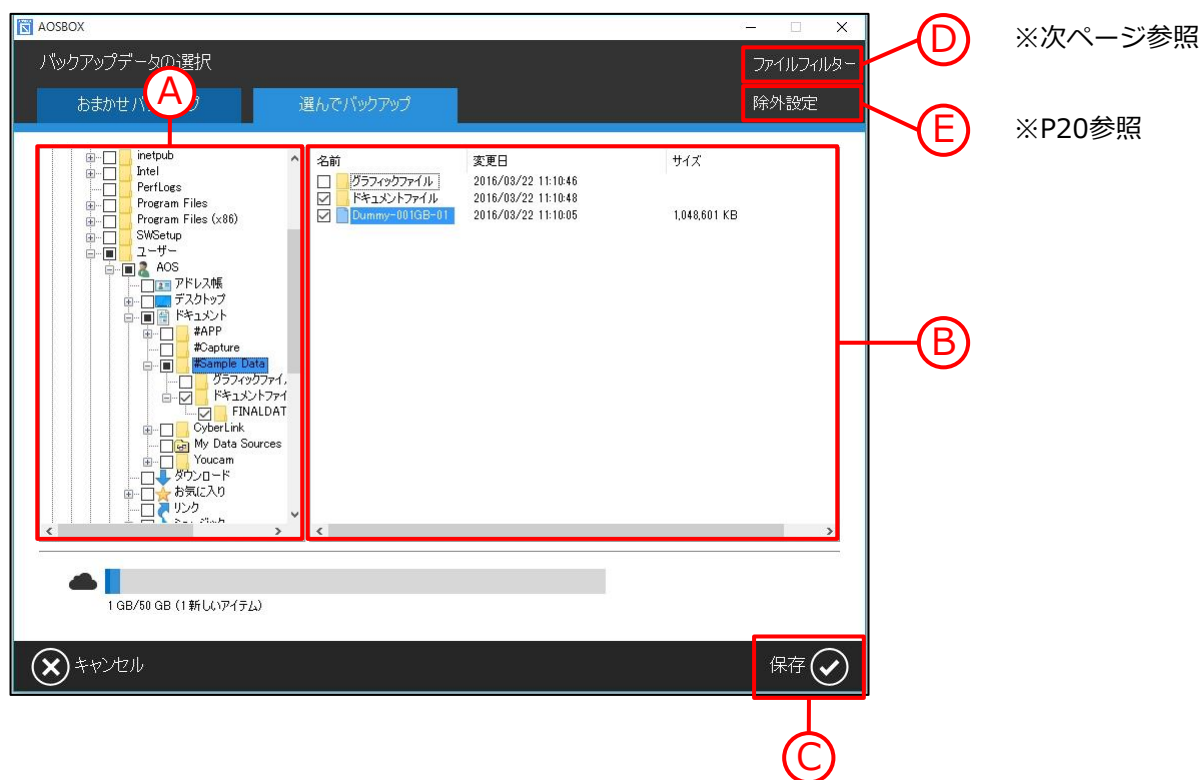 AOSBOX
バックアップデータの選択
ファイルフィルター
D
※次ページ参照
おまかせバックアップ
A
選んでバックアップ
除外設定
E
※P20参照
inetpub
Intel
PerfLogs
Program Files
Program Files (x86)
SWSetup
ユーザー
AOS
アドレス帳
デスクトップ
ドキュメント
#APP
#Capture
#Sample Data
グラフィックファイ
ドキュメントファイ
FINALDAT
CyberLink
My Data Sources
Youcam
ダウンロード
お気に入り
リンク
名前 変更日 サイズ
グラフィックファイル 2016/03/22 11:10:46
ドキュメントファイル 2016/03/22 11:10:48
Dummy-001GB-01 2016/03/22 11:10:05 1,048,601 KB
B
1 GB/50 GB (1 新しいアイテム)
キャンセル
保存
C